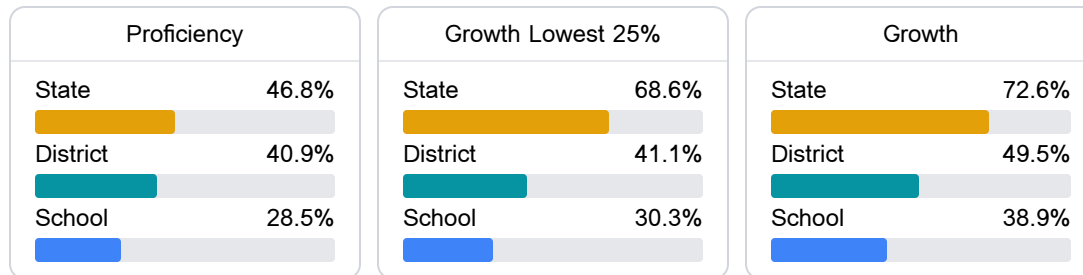 Proficiency
State 46.8%
District 40.9%
School 28.5%
Growth Lowest 25%
State 68.6%
District 41.1%
School 30.3%
Growth
State 72.6%
District 49.5%
School 38.9%